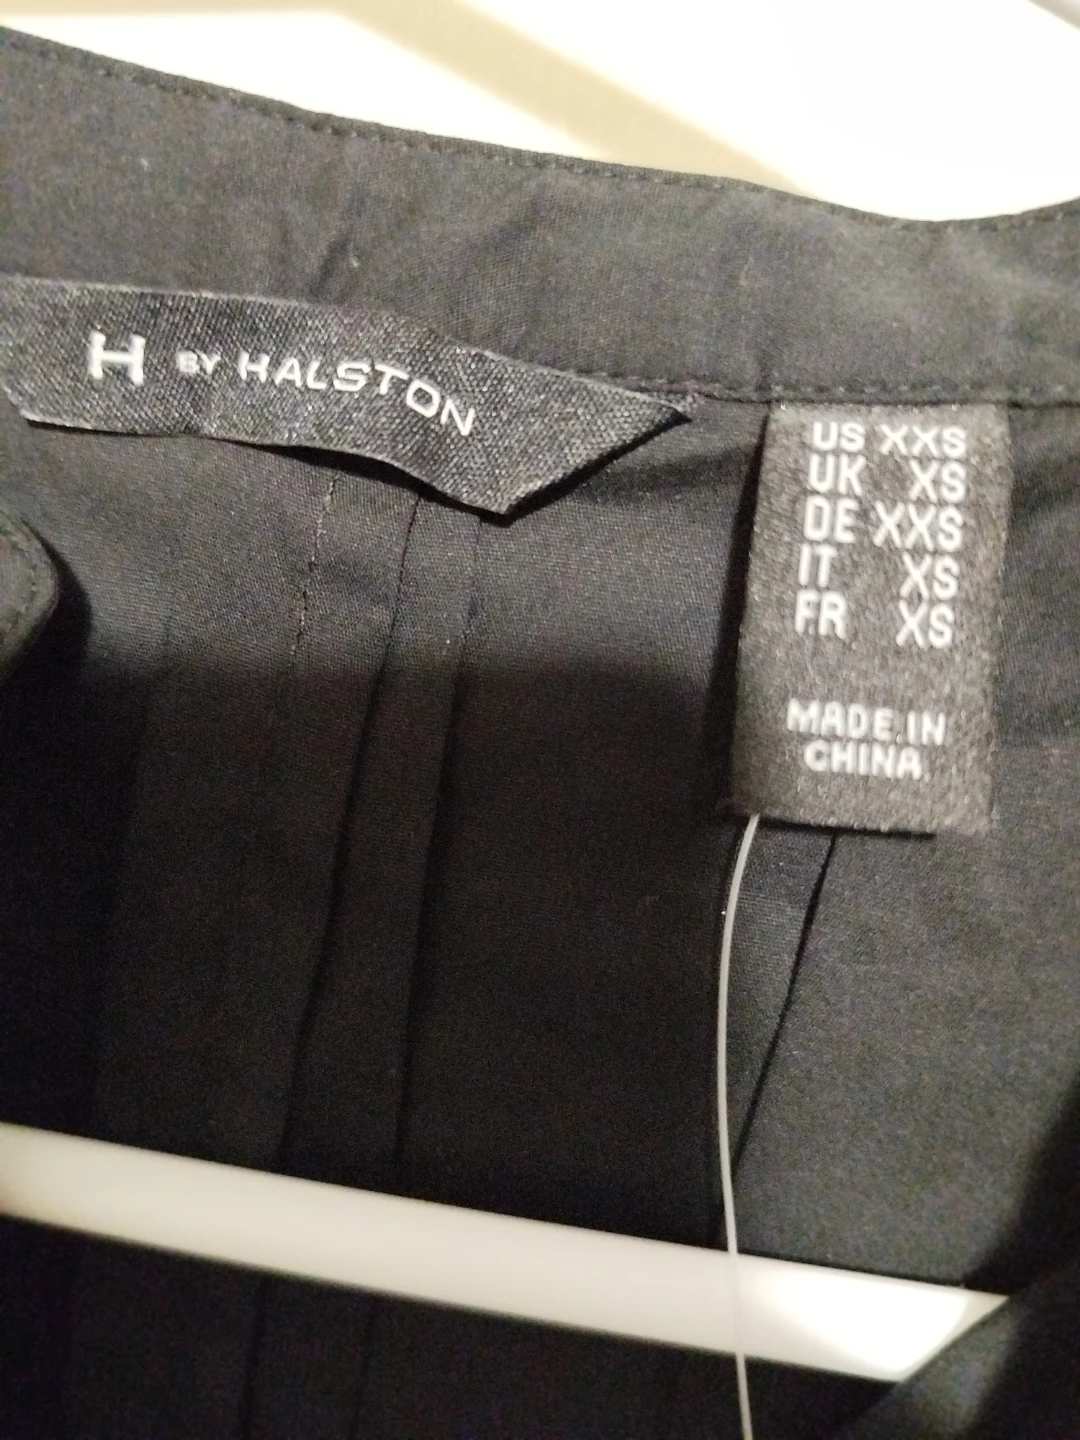 H BY HALSTON
US XXS
UK XS
DE XXS
IT XS
FR XS
MADE IN
CHINA